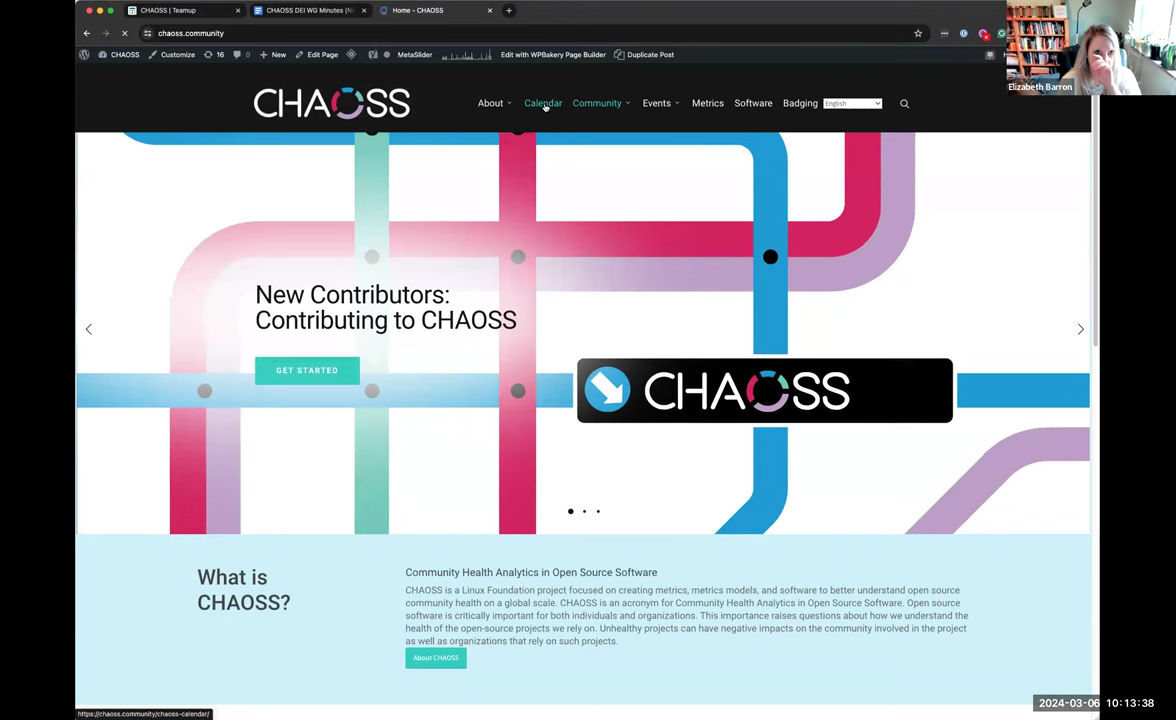 CHAOSS | Teamup
CHAOSS DEI WG Minutes (N
Home - CHAOSS
chaoss.community
CHAOSS
Customize
16
0
New
Edit Page
MetaSlider
Edit with WPBakery Page Builder
Duplicate Post
Elizabeth Barron
CHAOSS
About
Calendar
Community
Events
Metrics
Software
Badging
English
New Contributors:
Contributing to CHAOSS
GET STARTED
CHAOSS
What is
CHAOSS?
Community Health Analytics in Open Source Software
CHAOSS is a Linux Foundation project focused on creating metrics, metrics models, and software to better understand open source
community health on a global scale. CHAOSS is an acronym for Community Health Analytics in Open Source Software. Open source
software is critically important for both individuals and organizations. This importance raises questions about how we understand the
health of the open-source projects we rely on. Unhealthy projects can have negative impacts on the community involved in the project
as well as organizations that rely on such projects.
About CHAOSS
https://chaoss.community/chaoss-calendar/
2024-03-06 10:13:38